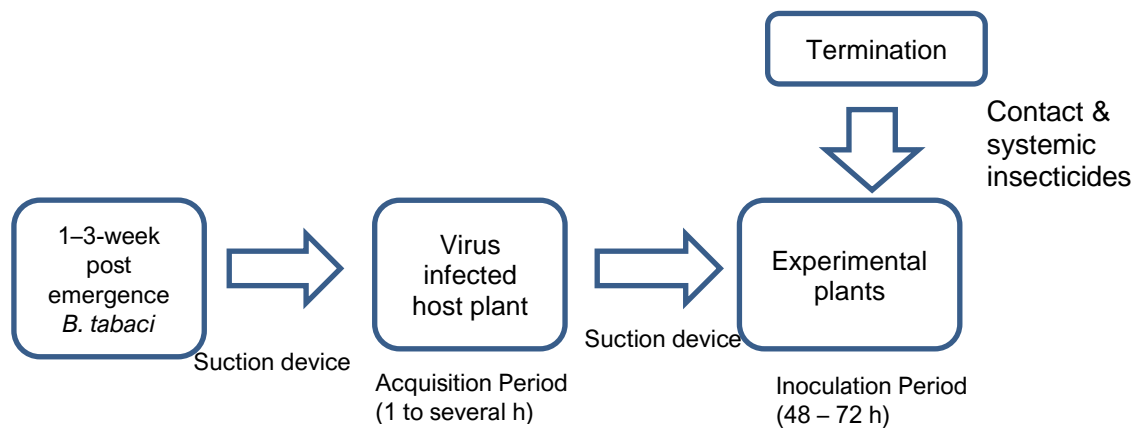 Termination
Contact &
systemic
insecticides
1–3-week
post
emergence
B. tabaci
Suction device
Virus
infected
host plant
Acquisition Period
(1 to several h)
Suction device
Experimental
plants
Inoculation Period
(48 – 72 h)